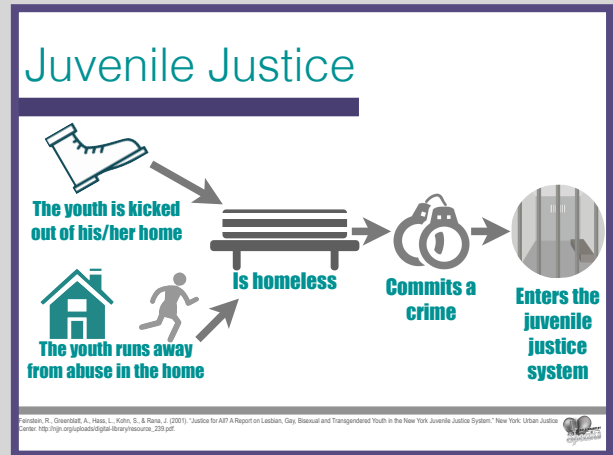 Juvenile Justice
The youth is kicked
out of his/her home
The youth runs away
from abuse in the home
Is homeless
Commits a
crime
Enters the
juvenile
justice
system
Feinstein, R., Greenblatt, A., Hass, L., Kohn, S., & Rana, J. (2001). "Justice for All? A Report on Lesbian, Gay, Bisexual and Transgendered Youth in the New York Juvenile Justice System." New York: Urban Justice
Center. http://njjn.org/uploads/digital-library/resource_239.pdf.